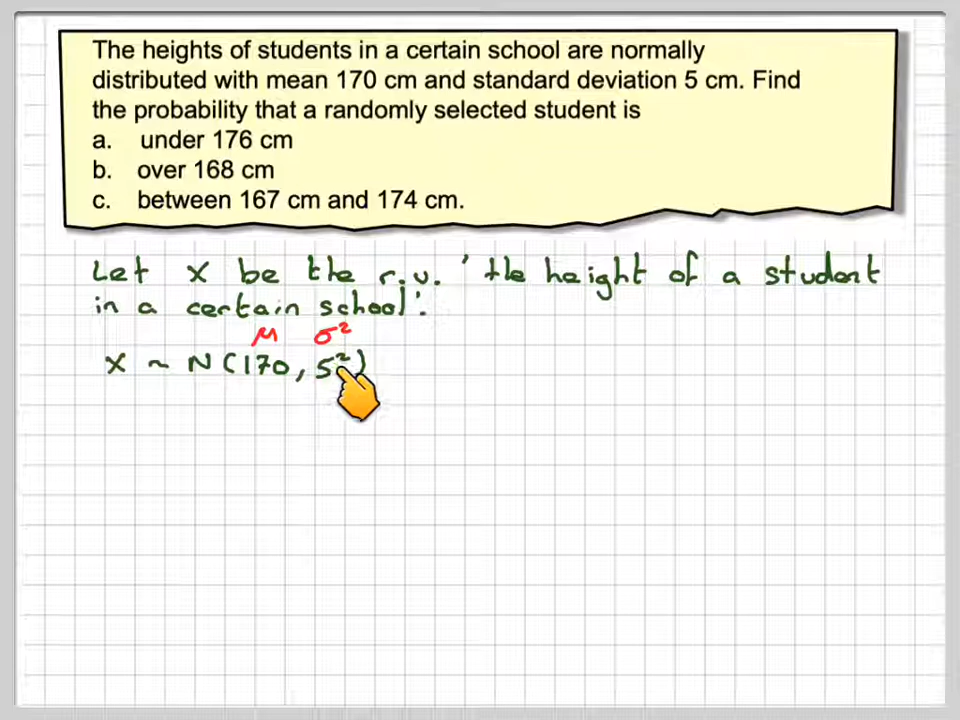 The heights of students in a certain school are normally
distributed with mean 170 cm and standard deviation 5 cm. Find
the probability that a randomly selected student is
a. under 176 cm
b. over 168 cm
c. between 167 cm and 174 cm.
Let X be the r.v. 'the height of a student
in a certain school'.
μ σ²
X ~ N(170, 5²)